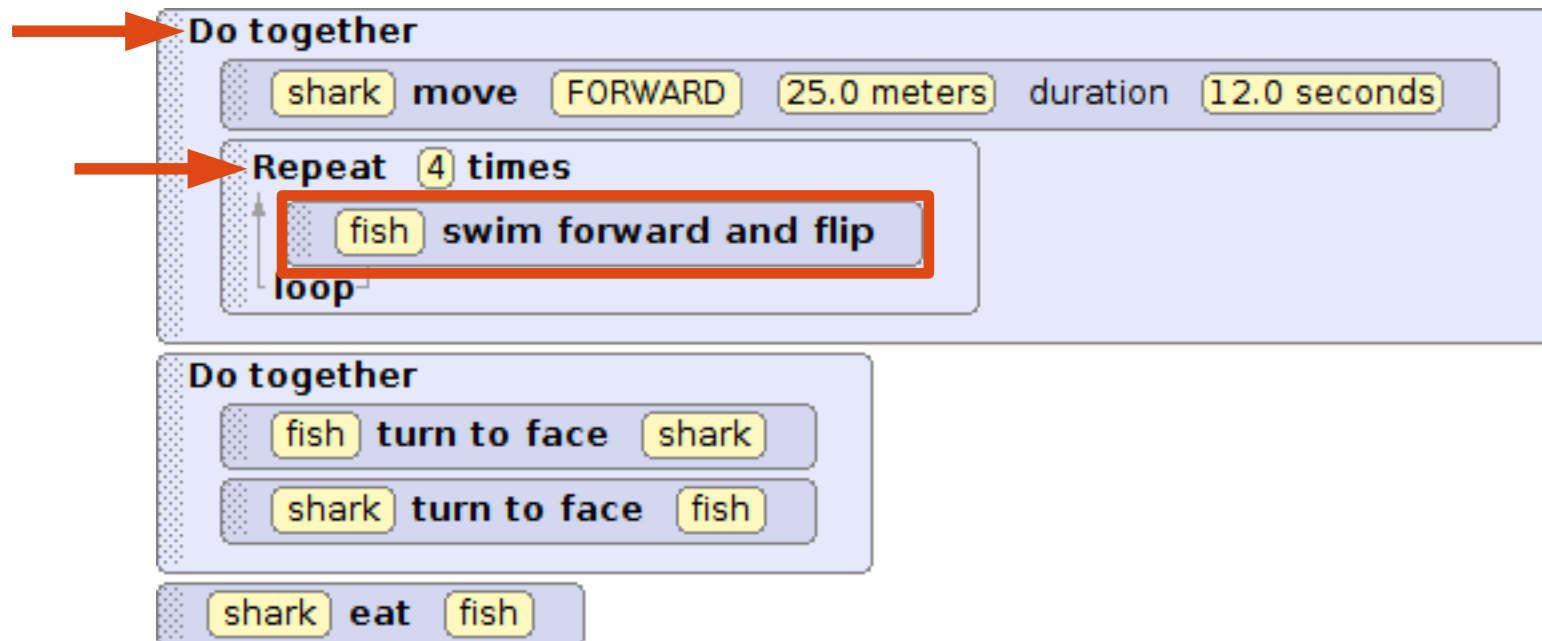 Do together
shark move FORWARD 25.0 meters duration 12.0 seconds
Repeat 4 times
fish swim forward and flip
loop
Do together
fish turn to face shark
shark turn to face fish
shark eat fish